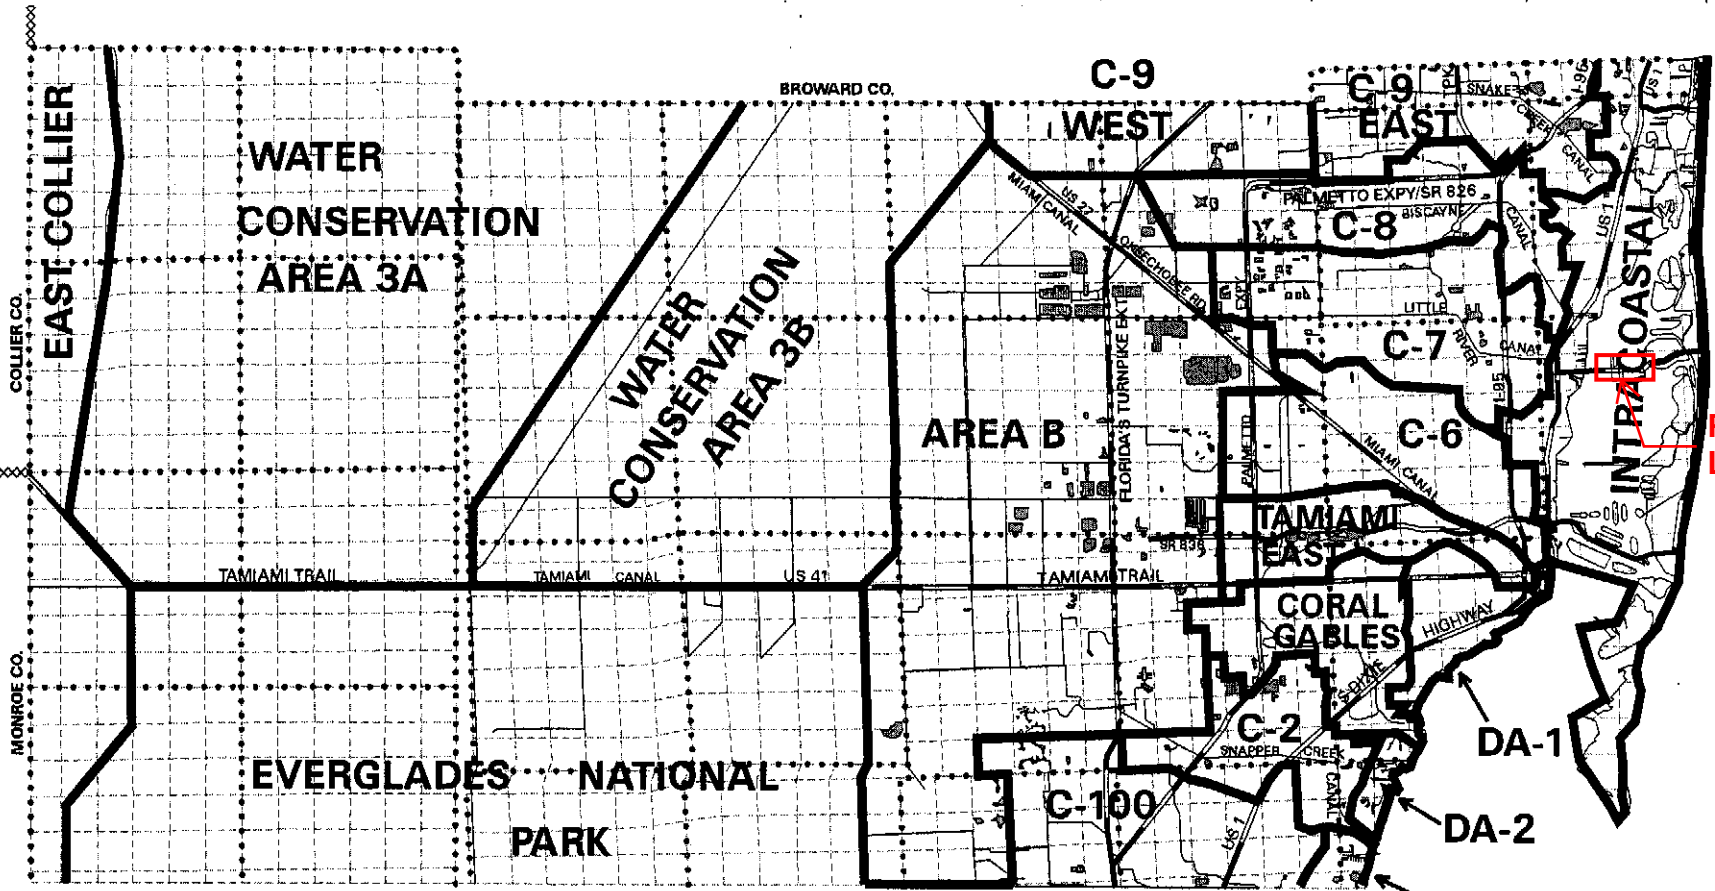 BROWARD CO.
C-9
WEST
C-9
EAST
SNAKE
CREEK
CANAL
TPK
I-95
US 1
EAST COLLIER
COLLIER CO.
MONROE CO.
WATER
CONSERVATION
AREA 3A
WATER
CONSERVATION
AREA 3B
US 27
MIAMI CANAL
OKEECHOBEE RD
PALMETTO EXPY/SR 826
BISCAYNE
CANAL
C-8
US 1
INTRACOASTAL
EXPY
LITTLE
RIVER
CANAL
C-7
I-95
FLORIDA'S TURNPIKE EXT
AREA B
PALMETTO
C-6
MIAMI CANAL
TAMIAMI
EAST
SR 836
TAMIAMI TRAIL
TAMIAMI CANAL
US 41
TAMIAMI TRAIL
CORAL
GABLES
HIGHWAY
S DIXIE
C-2
SNAPPER CREEK
CANAL
DA-1
EVERGLADES NATIONAL
PARK
C-100
US 1
DA-2